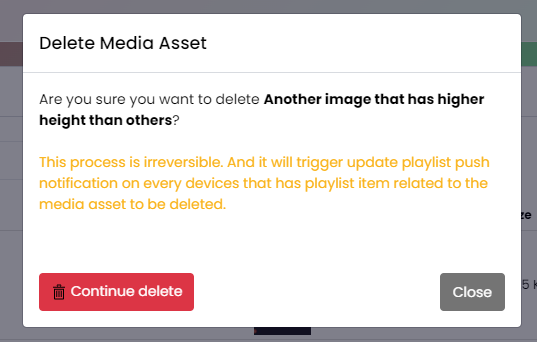 Delete Media Asset
Are you sure you want to delete Another image that has higher
height than others?
This process is irreversible. And it will trigger update playlist push
notification on every devices that has playlist item related to the
media asset to be deleted.
ze
5 K
Continue delete
Close